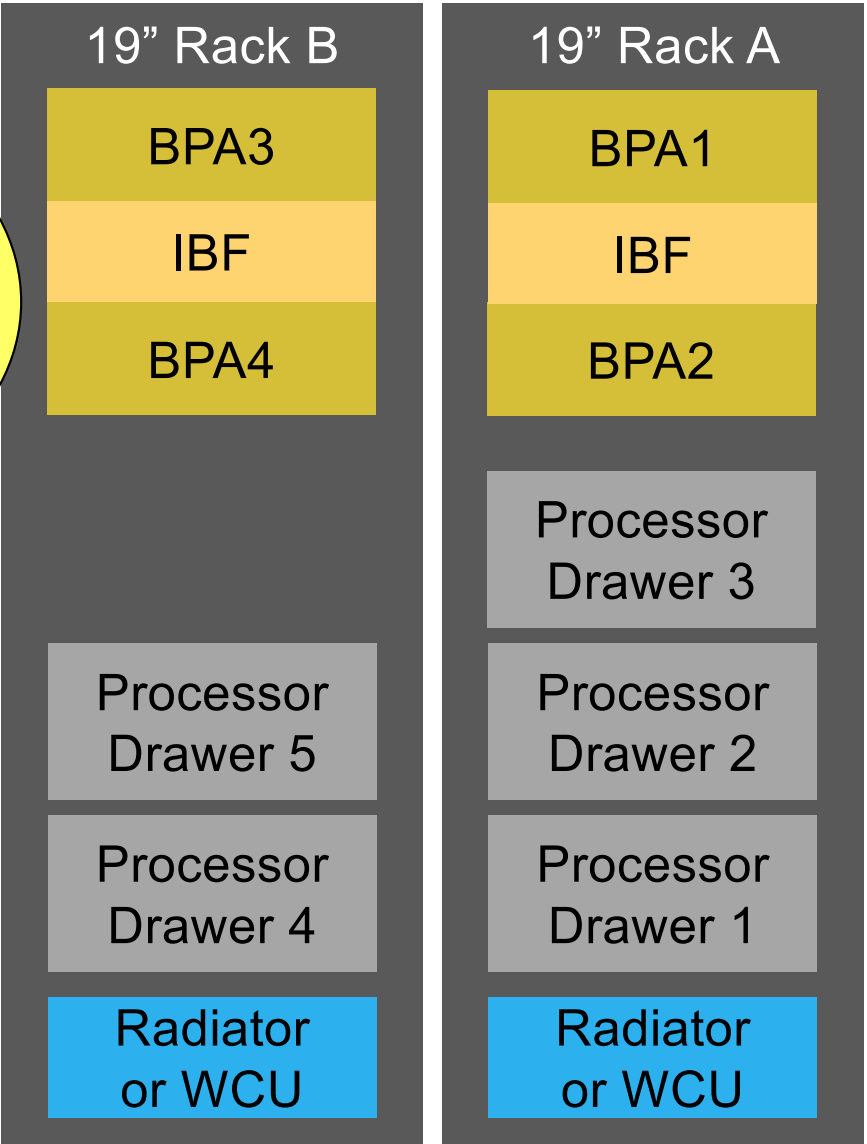 19” Rack B
BPA3
IBF
BPA4
Processor
Drawer 5
Processor
Drawer 4
Radiator
or WCU
19” Rack A
BPA1
IBF
BPA2
Processor
Drawer 3
Processor
Drawer 2
Processor
Drawer 1
Radiator
or WCU